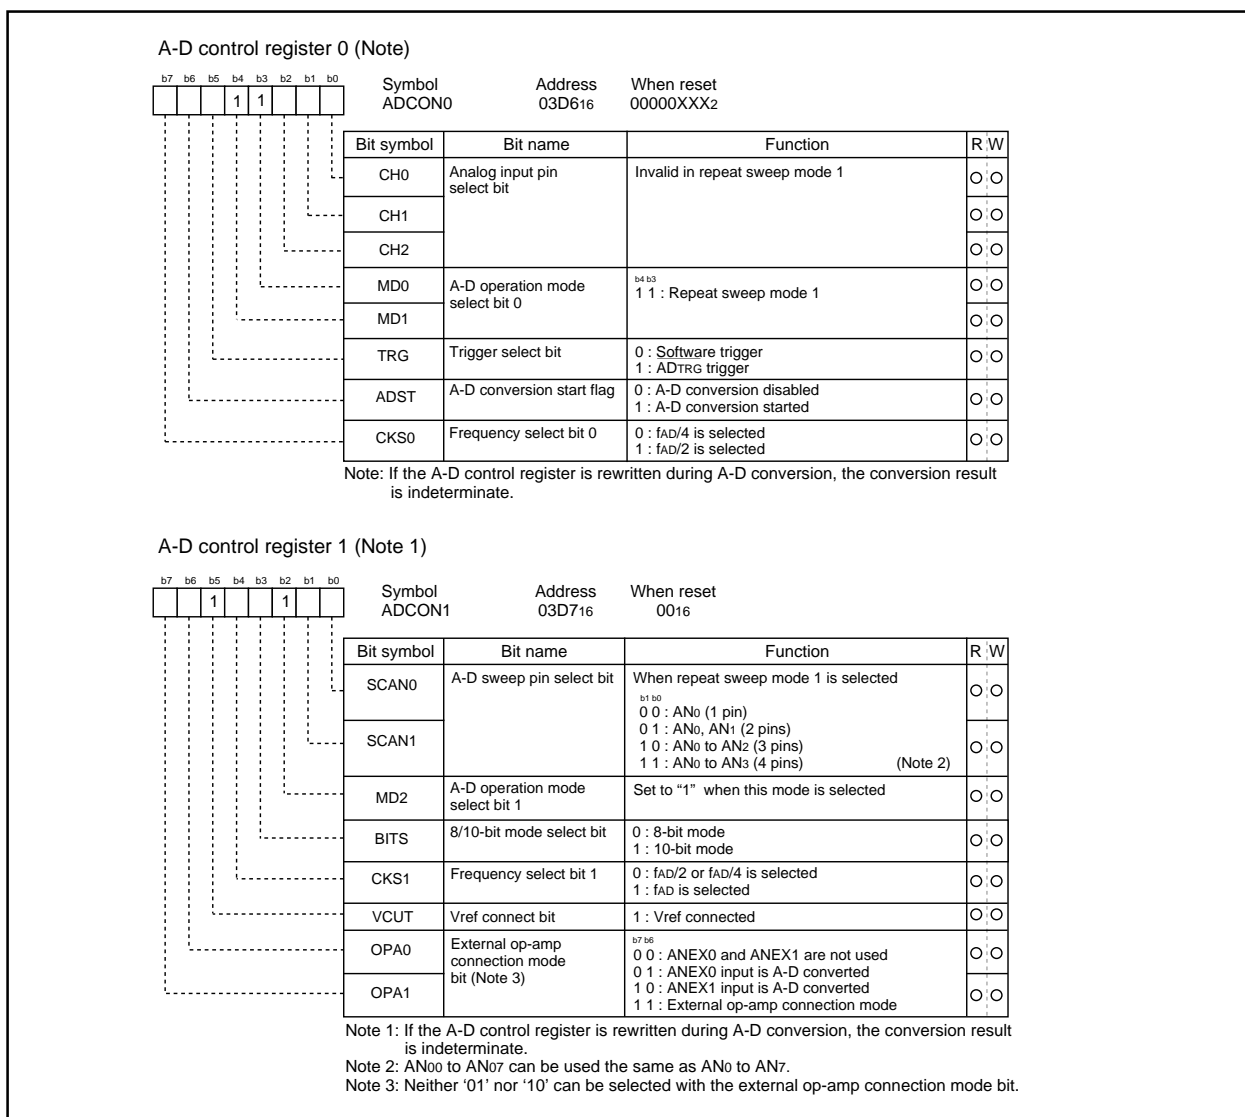 A-D control register 0 (Note)
b7 b6 b5 b4 b3 b2 b1 b0
1 1
Symbol Address When reset
ADCON0 03D616 00000XXX2
Bit symbol Bit name Function R W
CH0 Analog input pin select bit Invalid in repeat sweep mode 1
CH1
CH2
MD0 A-D operation mode select bit 0 b4 b3
1 1 : Repeat sweep mode 1
MD1
TRG Trigger select bit 0 : Software trigger
1 : ADTRG trigger
ADST A-D conversion start flag 0 : A-D conversion disabled
1 : A-D conversion started
CKS0 Frequency select bit 0 0 : fAD/4 is selected
1 : fAD/2 is selected
Note: If the A-D control register is rewritten during A-D conversion, the conversion result
is indeterminate.
A-D control register 1 (Note 1)
b7 b6 b5 b4 b3 b2 b1 b0
1 1
Symbol Address When reset
ADCON1 03D716 0016
Bit symbol Bit name Function R W
SCAN0 A-D sweep pin select bit When repeat sweep mode 1 is selected
b1 b0
0 0 : AN0 (1 pin)
0 1 : AN0, AN1 (2 pins)
SCAN1 1 0 : AN0 to AN2 (3 pins)
1 1 : AN0 to AN3 (4 pins) (Note 2)
MD2 A-D operation mode select bit 1 Set to “1” when this mode is selected
BITS 8/10-bit mode select bit 0 : 8-bit mode
1 : 10-bit mode
CKS1 Frequency select bit 1 0 : fAD/2 or fAD/4 is selected
1 : fAD is selected
VCUT Vref connect bit 1 : Vref connected
OPA0 External op-amp connection mode bit (Note 3) b7 b6
0 0 : ANEX0 and ANEX1 are not used
0 1 : ANEX0 input is A-D converted
OPA1 1 0 : ANEX1 input is A-D converted
1 1 : External op-amp connection mode
Note 1: If the A-D control register is rewritten during A-D conversion, the conversion result
is indeterminate.
Note 2: AN00 to AN07 can be used the same as AN0 to AN7.
Note 3: Neither ‘01’ nor ‘10’ can be selected with the external op-amp connection mode bit.